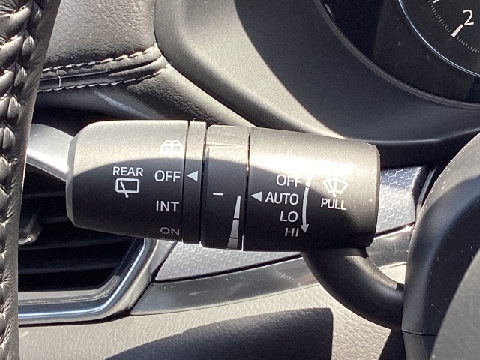 REAR
OFF
INT
ON
OFF
AUTO
LO
HI
PULL
2